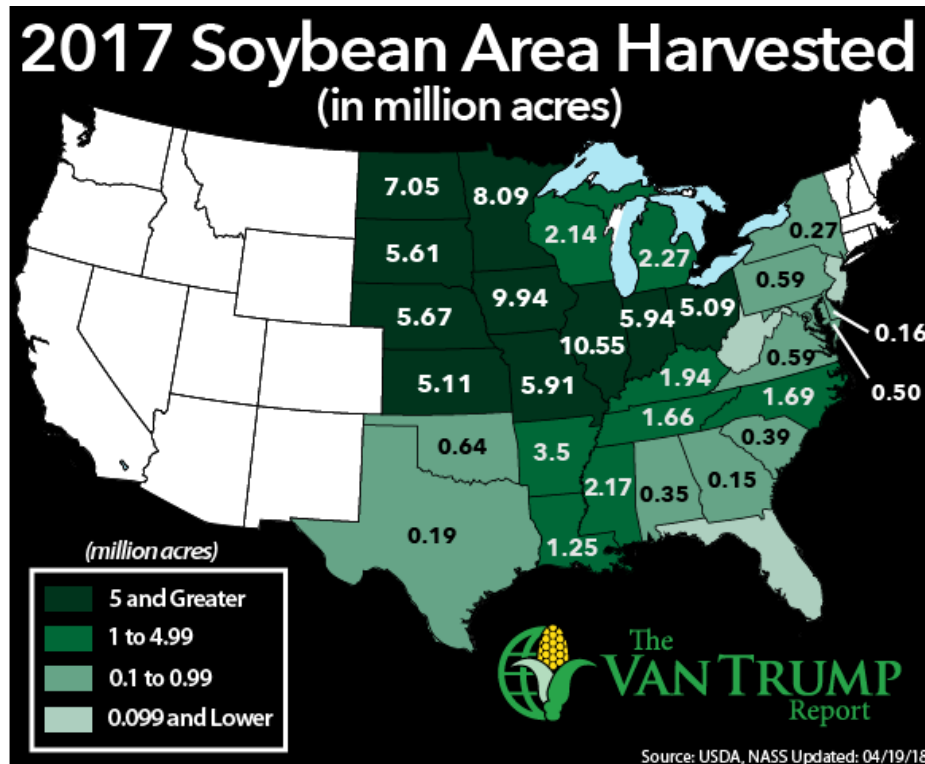 2017 Soybean Area Harvested
(in million acres)
7.05
8.09
0.27
2.14
5.61
2.27
0.59
9.94
5.67
5.94
5.09
0.16
10.55
0.59
5.11
5.91
1.94
0.50
1.69
1.66
0.64
3.5
0.39
2.17
0.35
0.15
0.19
1.25
(million acres)
5 and Greater
1 to 4.99
0.1 to 0.99
0.099 and Lower
The
VAN TRUMP
Report
Source: USDA, NASS Updated: 04/19/18